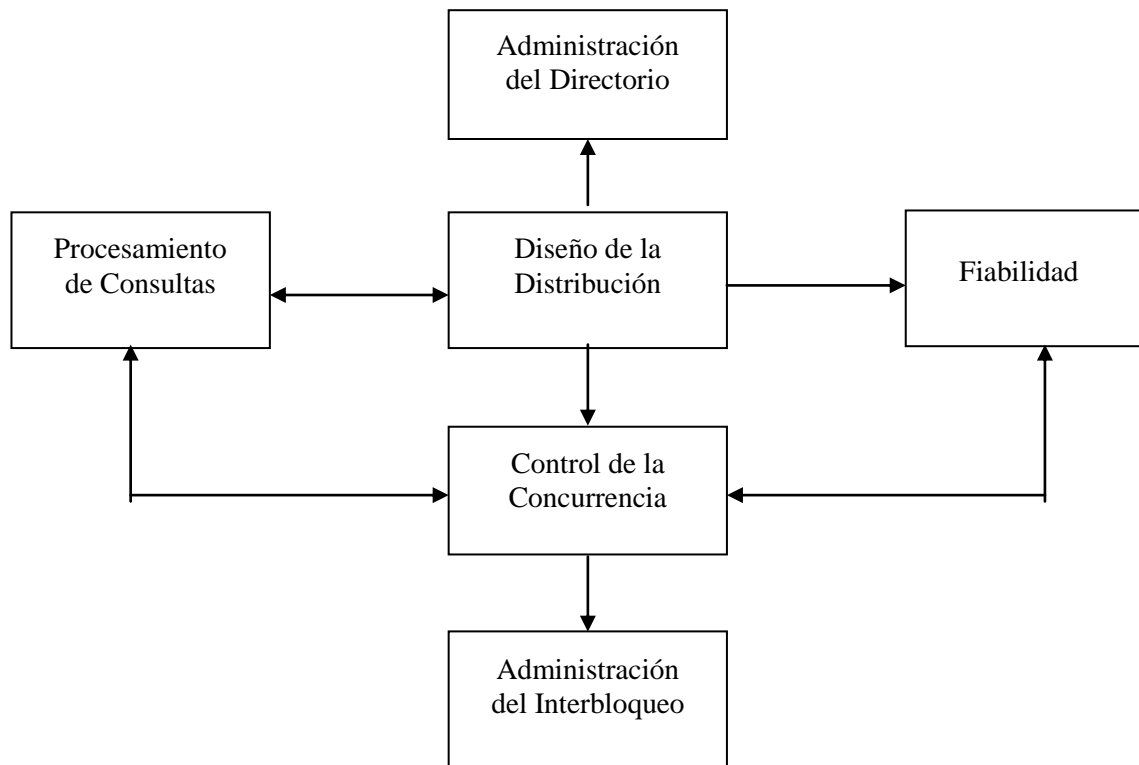 Administración
del Directorio
Procesamiento
de Consultas
Diseño de la
Distribución
Fiabilidad
Control de la
Concurrencia
Administración
del Interbloqueo